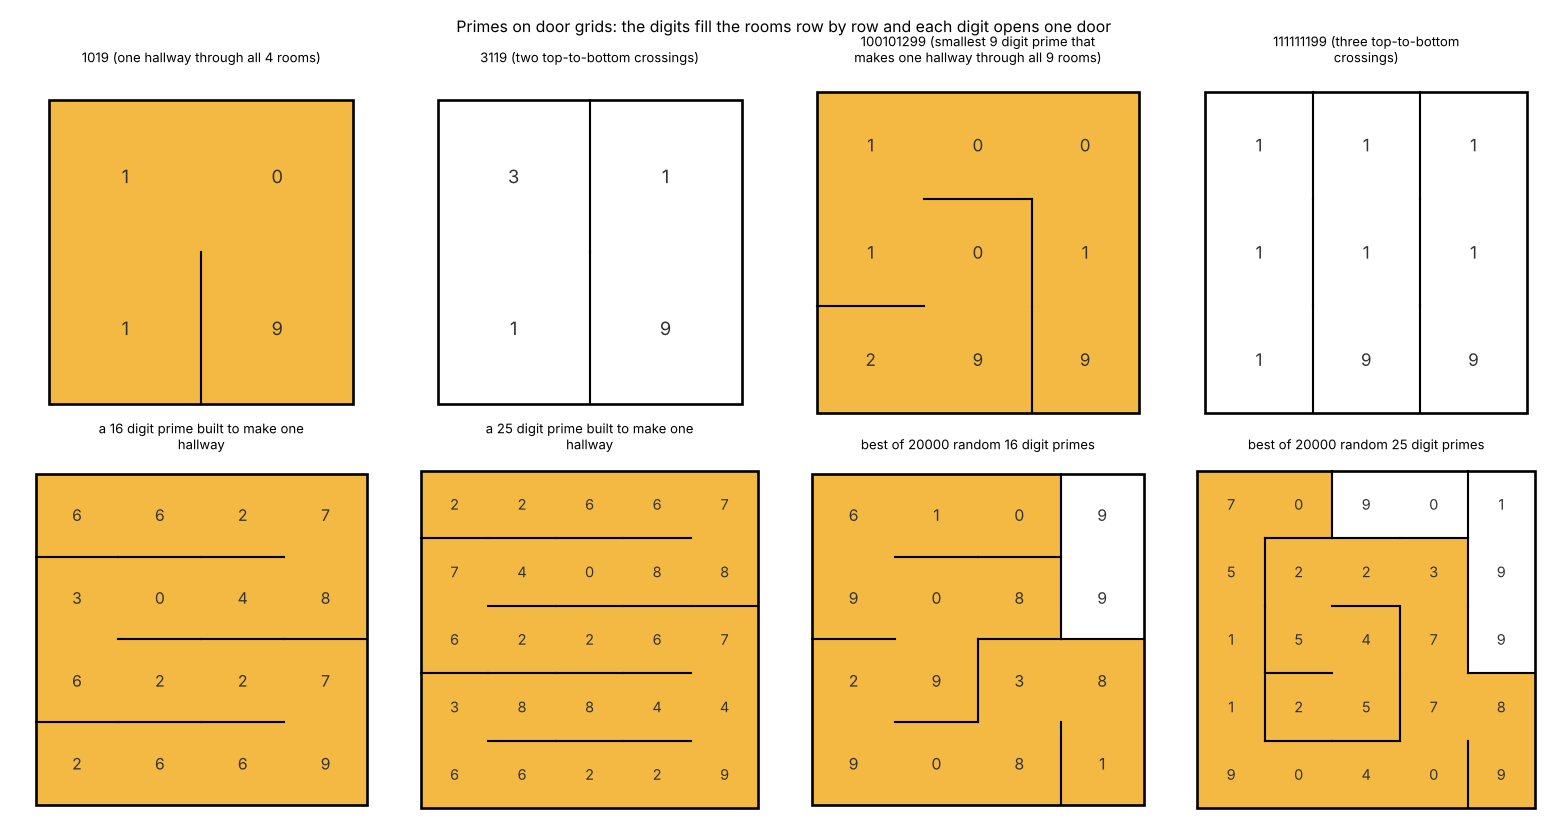 Primes on door grids: the digits fill the rooms row by row and each digit opens one door
1019 (one hallway through all 4 rooms)
1 0
1 9
3119 (two top-to-bottom crossings)
3 1
1 9
100101299 (smallest 9 digit prime that
makes one hallway through all 9 rooms)
1 0 0
1 0 1
2 9 9
111111199 (three top-to-bottom
crossings)
1 1 1
1 1 1
1 9 9
a 16 digit prime built to make one
hallway
6 6 2 7
3 0 4 8
6 2 2 7
2 6 6 9
a 25 digit prime built to make one
hallway
2 2 6 6 7
7 4 0 8 8
6 2 2 6 7
3 8 8 4 4
6 6 2 2 9
best of 20000 random 16 digit primes
6 1 0 9
9 0 8 9
2 9 3 8
9 0 8 1
best of 20000 random 25 digit primes
7 0 9 0 1
5 2 2 3 9
1 5 4 7 9
1 2 5 7 8
9 0 4 0 9